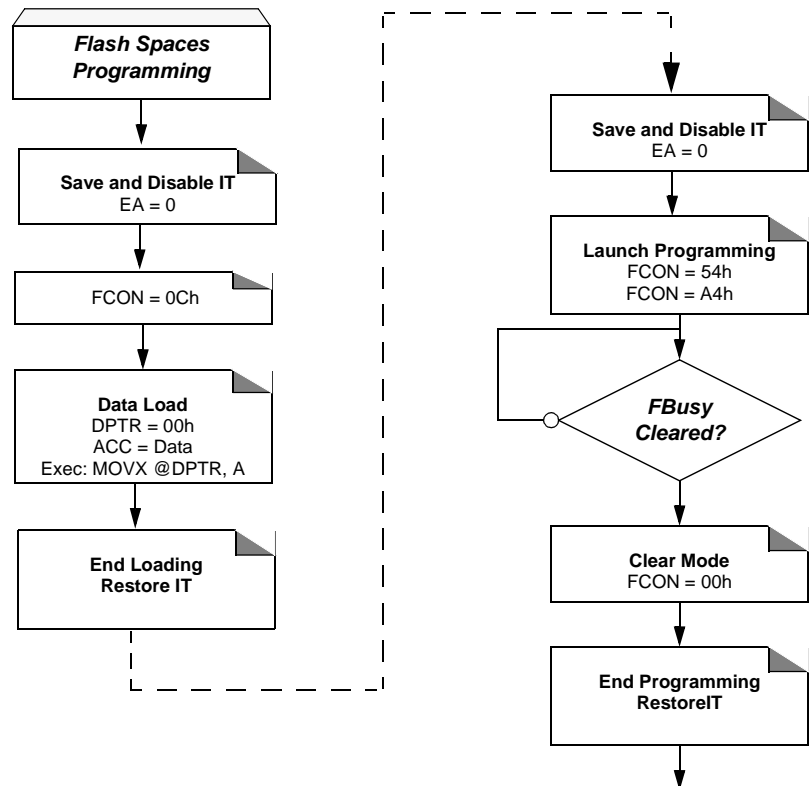 Flash Spaces
Programming
Save and Disable IT
EA = 0
FCON = 0Ch
Data Load
DPTR = 00h
ACC = Data
Exec: MOVX @DPTR, A
End Loading
Restore IT
Save and Disable IT
EA = 0
Launch Programming
FCON = 54h
FCON = A4h
FBusy
Cleared?
Clear Mode
FCON = 00h
End Programming
RestoreIT